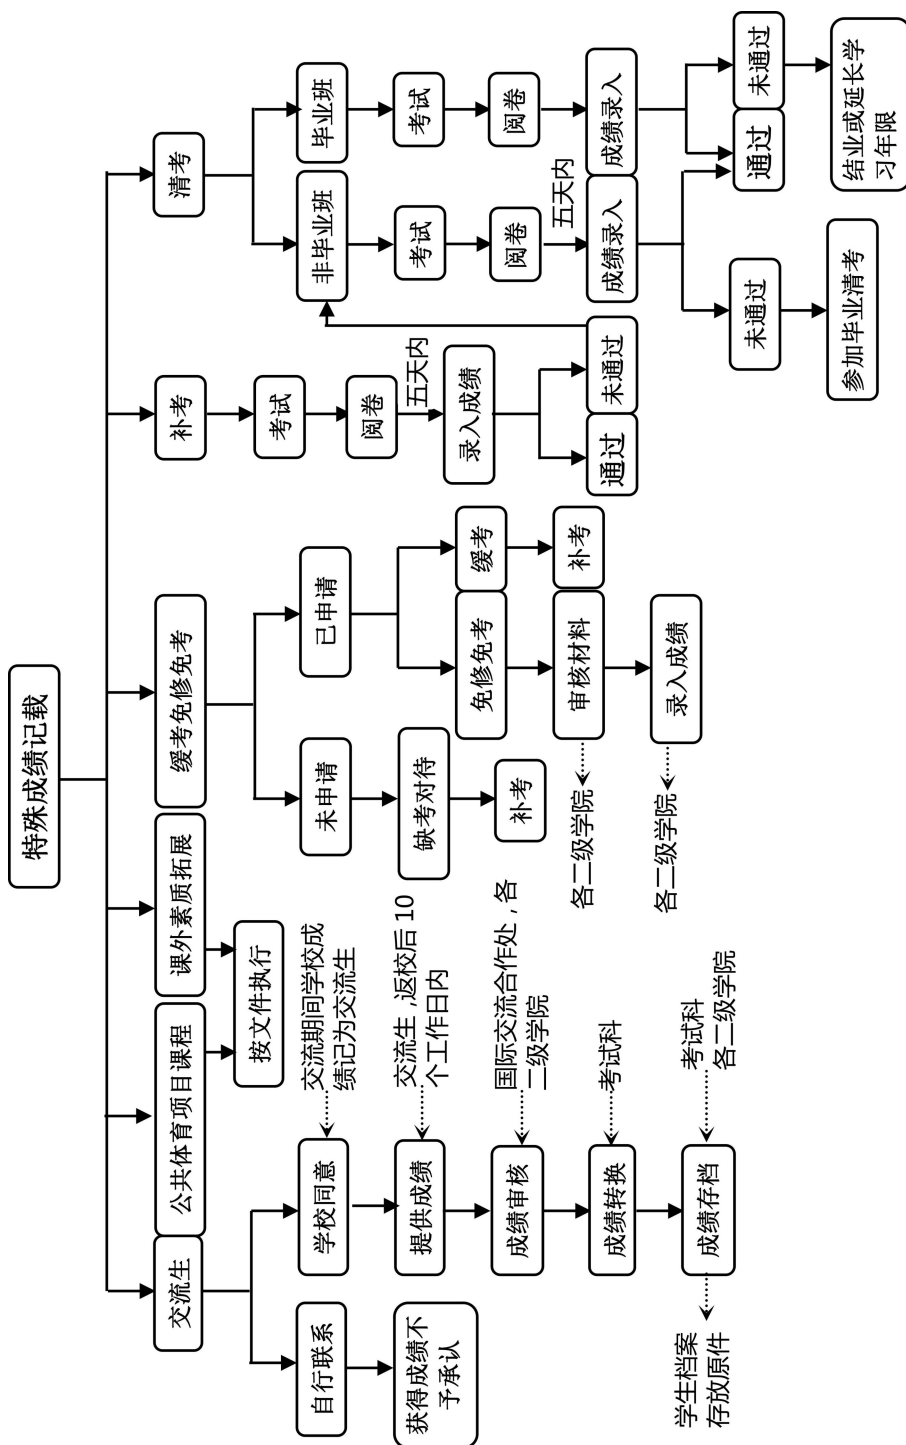 特殊成绩记载
交流生
公共体育项目课程
课外素质拓展
缓考免修免考
补考
清考
自行联系
获得成绩不
予承认
学校同意
交流期间学校成
绩记为交流生
提供成绩
交流生,返校后10
个工作日内
成绩审核
国际交流合作处,各
二级学院
成绩转换
考试科
成绩存档
考试科
各二级学院
学生档案
存放原件
按文件执行
未申请
缺考对待
补考
已申请
免修免考
审核材料
各二级学院
录入成绩
各二级学院
缓考
补考
考试
阅卷
五天内
录入成绩
通过
未通过
非毕业班
考试
阅卷
五天内
成绩录入
未通过
参加毕业清考
毕业班
考试
阅卷
成绩录入
通过
未通过
结业或延长学
习年限